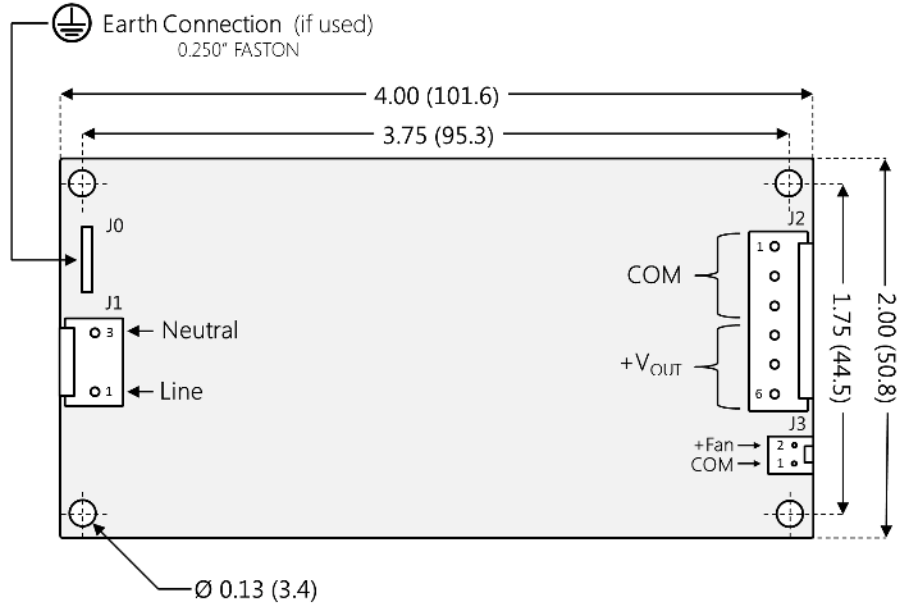 Earth Connection (if used)
0.250" FASTON
4.00 (101.6)
3.75 (95.3)
J0
J2
1
COM
J1
3
Neutral
+VOUT
1
Line
6
1.75 (44.5)
2.00 (50.8)
J3
+Fan
2
COM
1
Ø 0.13 (3.4)